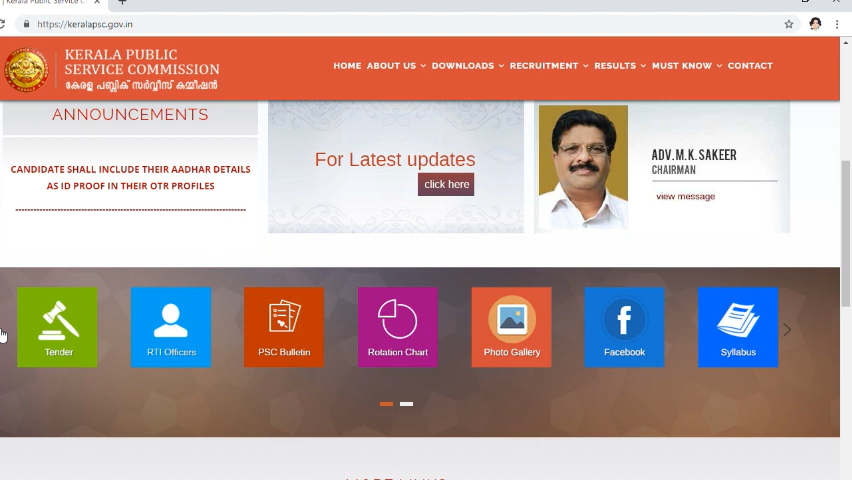 Kerala Public Service
https://keralapsc.gov.in
KERALA PUBLIC
SERVICE COMMISSION
കേരള പബ്ലിക് സർവ്വീസ് കമ്മീഷൻ
HOME ABOUT US DOWNLOADS RECRUITMENT RESULTS MUST KNOW CONTACT
ANNOUNCEMENTS
CANDIDATE SHALL INCLUDE THEIR AADHAR DETAILS
AS ID PROOF IN THEIR OTR PROFILES
For Latest updates
click here
ADV.M.K.SAKEER
CHAIRMAN
view message
Tender
RTI Officers
PSC Bulletin
Rotation Chart
Photo Gallery
Facebook
Syllabus